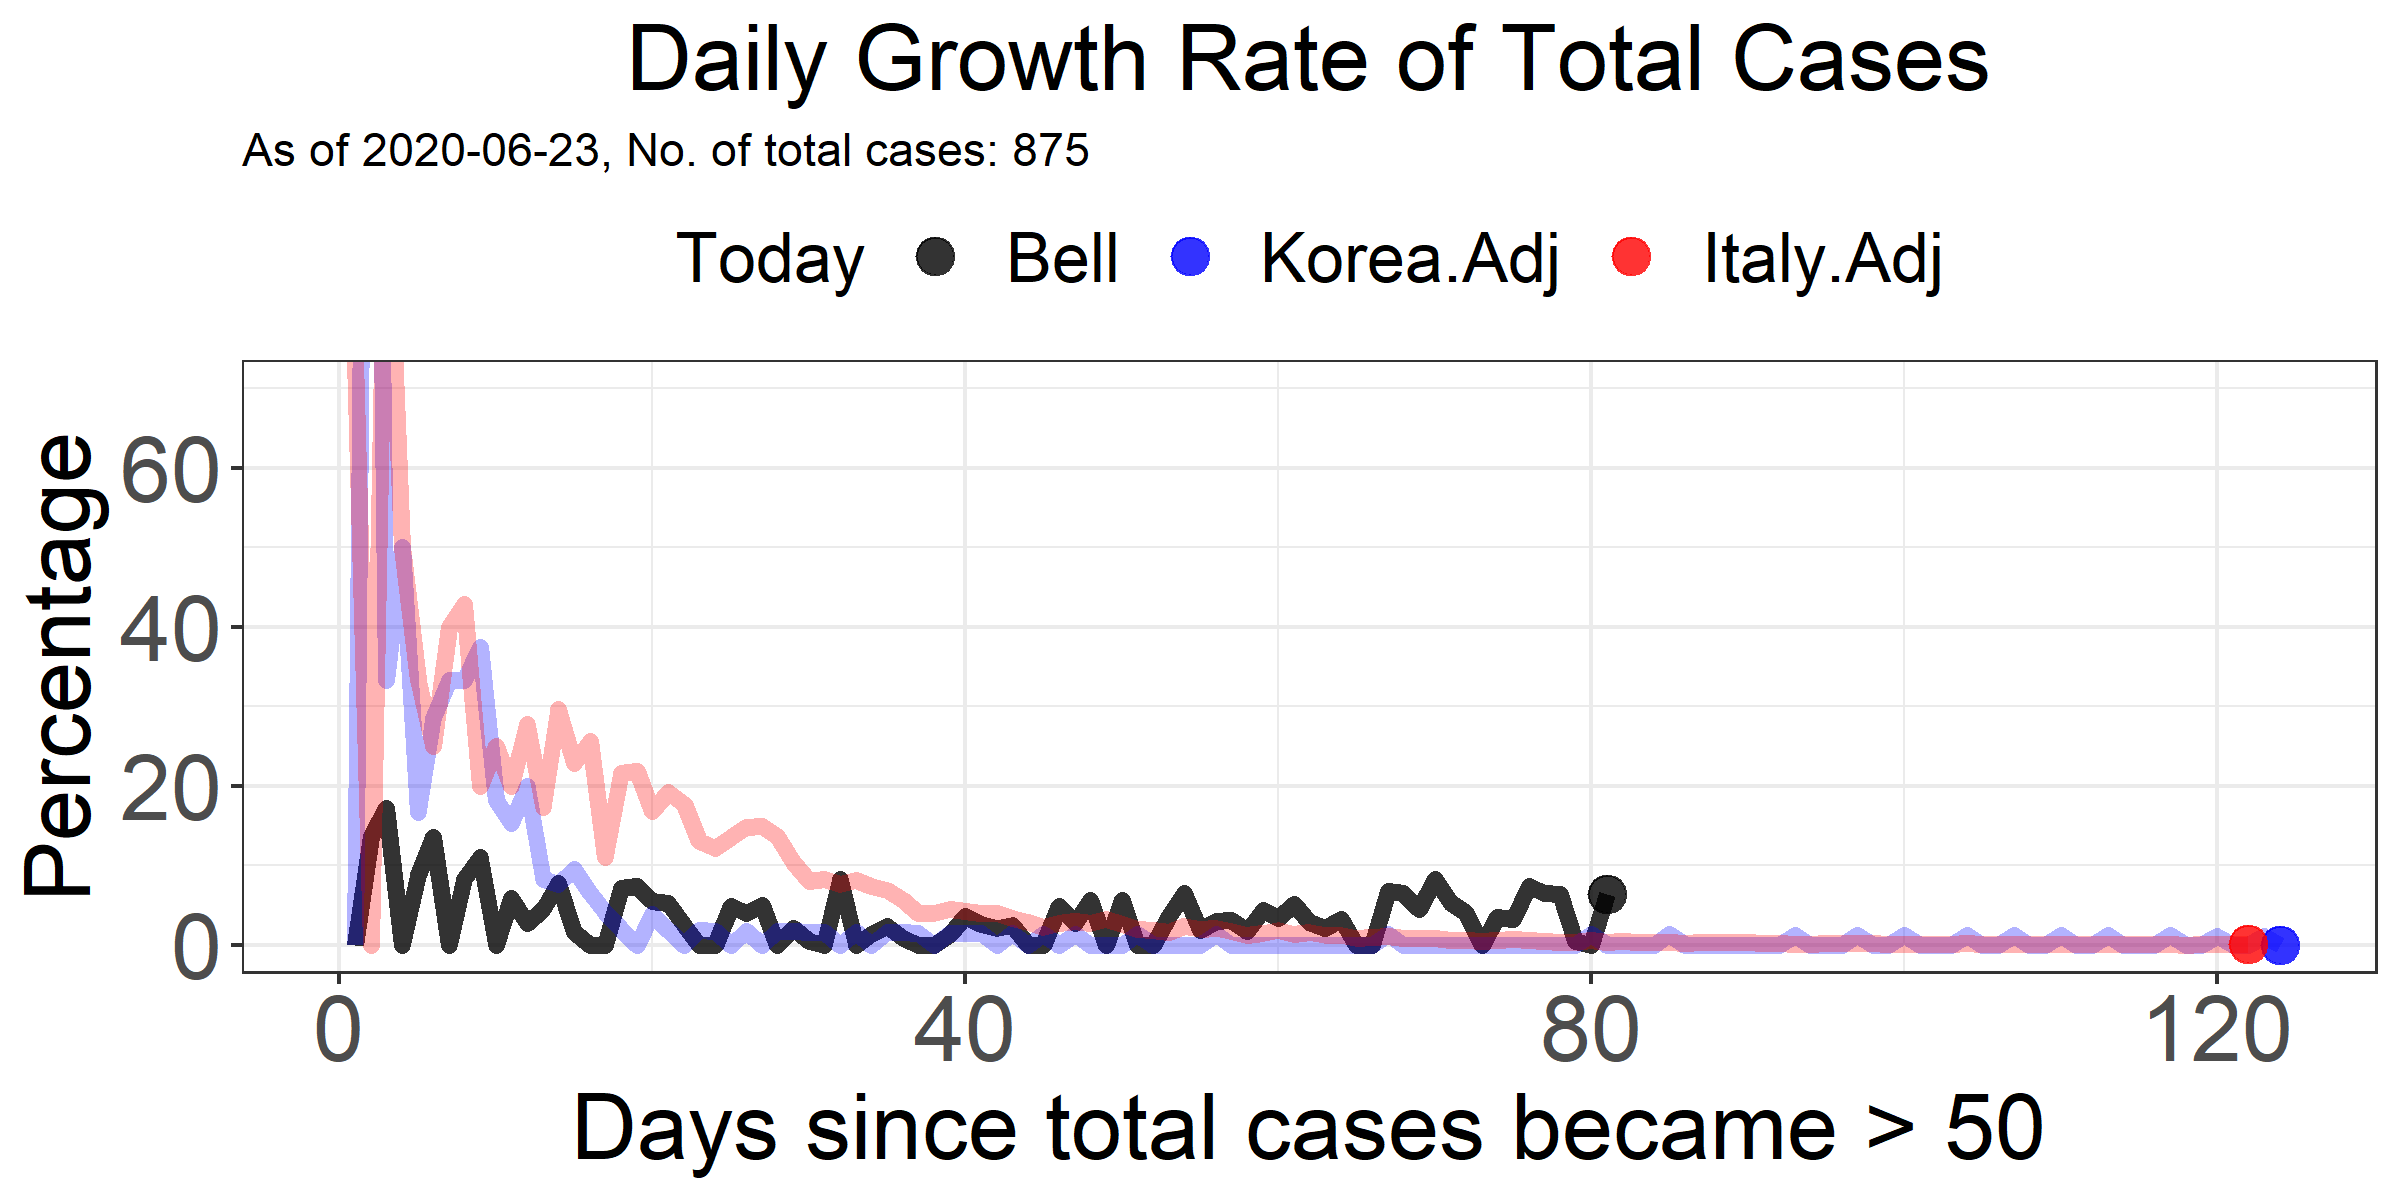 Daily Growth Rate of Total Cases
As of 2020-06-23, No. of total cases: 875
Today Bell Korea.Adj Italy.Adj
Percentage
60
40
20
0
0 40 80 120
Days since total cases became > 50